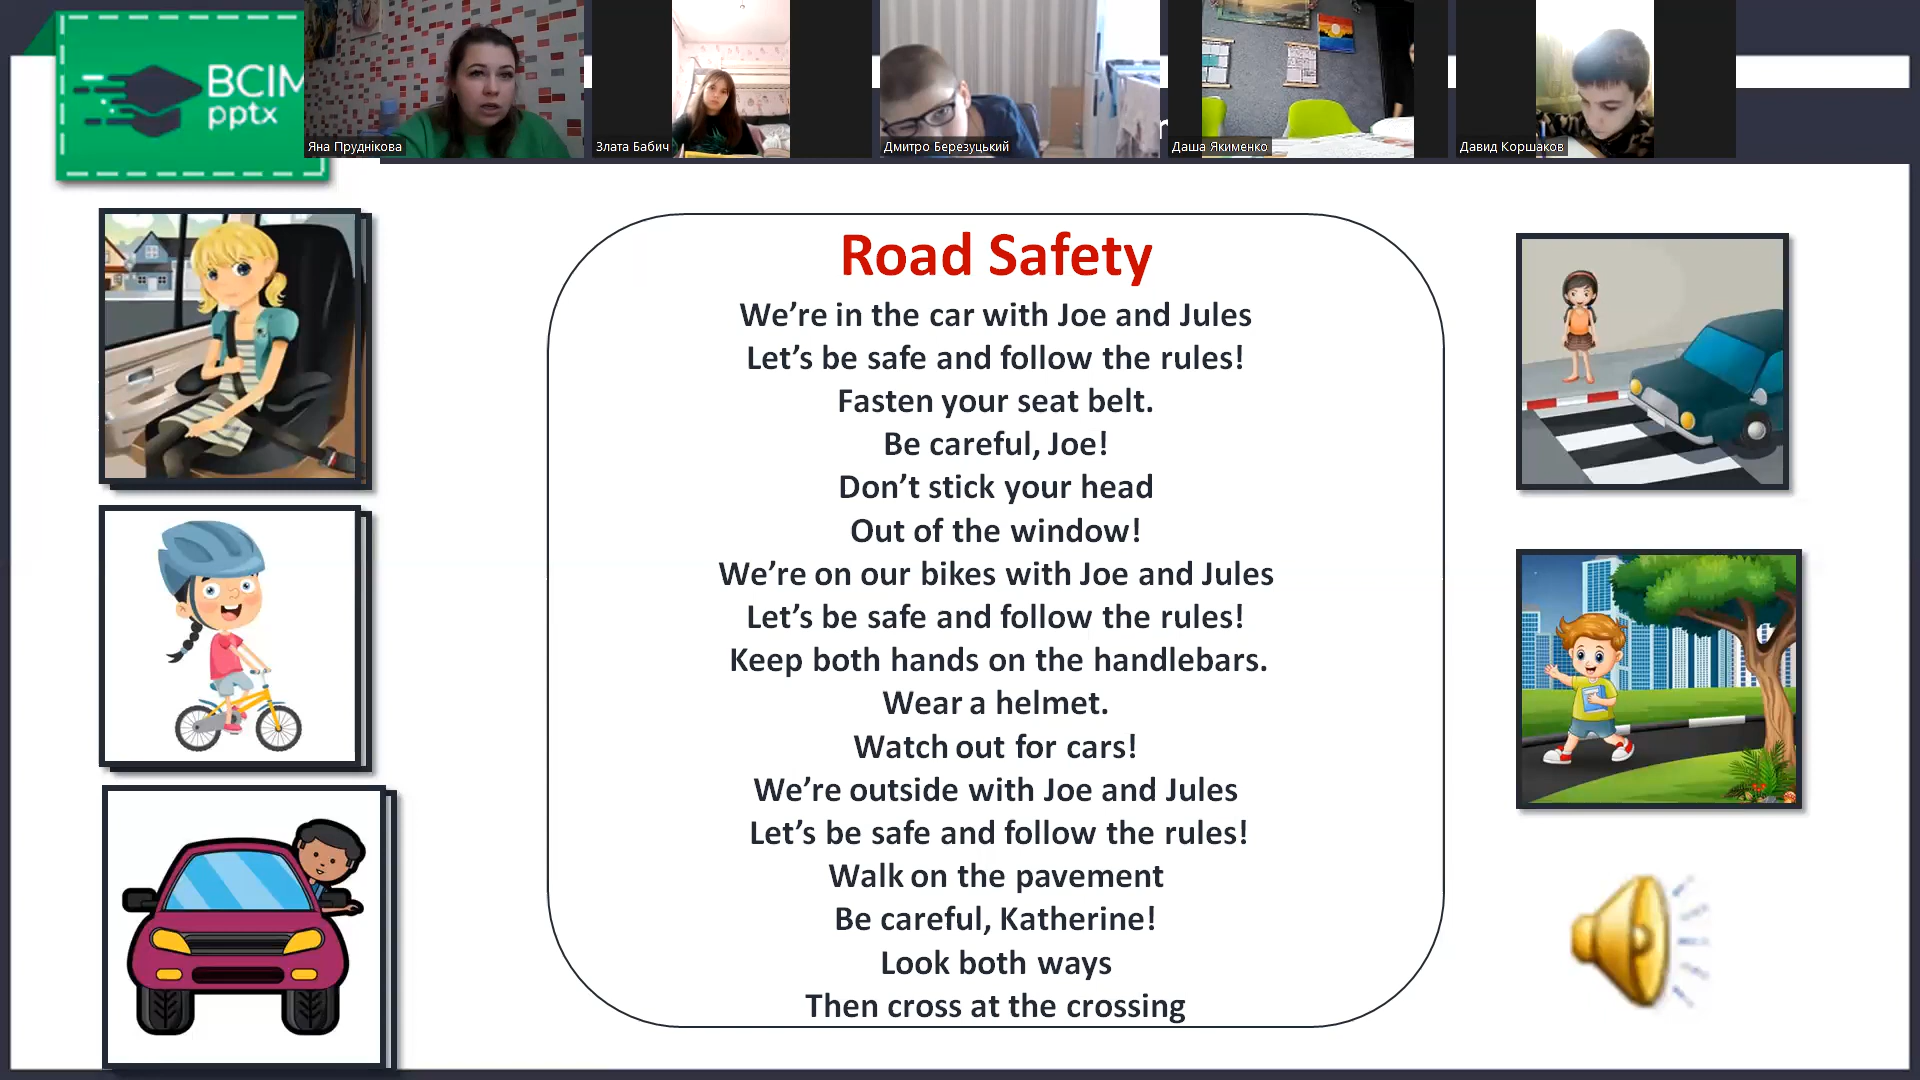 BCIM
pptx
Яна Пруднікова
Злата Бабич
Дмитро Березуцький
Даша Якименко
Давид Коршаков
Road Safety
We’re in the car with Joe and Jules
Let’s be safe and follow the rules!
Fasten your seat belt.
Be careful, Joe!
Don’t stick your head
Out of the window!
We’re on our bikes with Joe and Jules
Let’s be safe and follow the rules!
Keep both hands on the handlebars.
Wear a helmet.
Watch out for cars!
We’re outside with Joe and Jules
Let’s be safe and follow the rules!
Walk on the pavement
Be careful, Katherine!
Look both ways
Then cross at the crossing